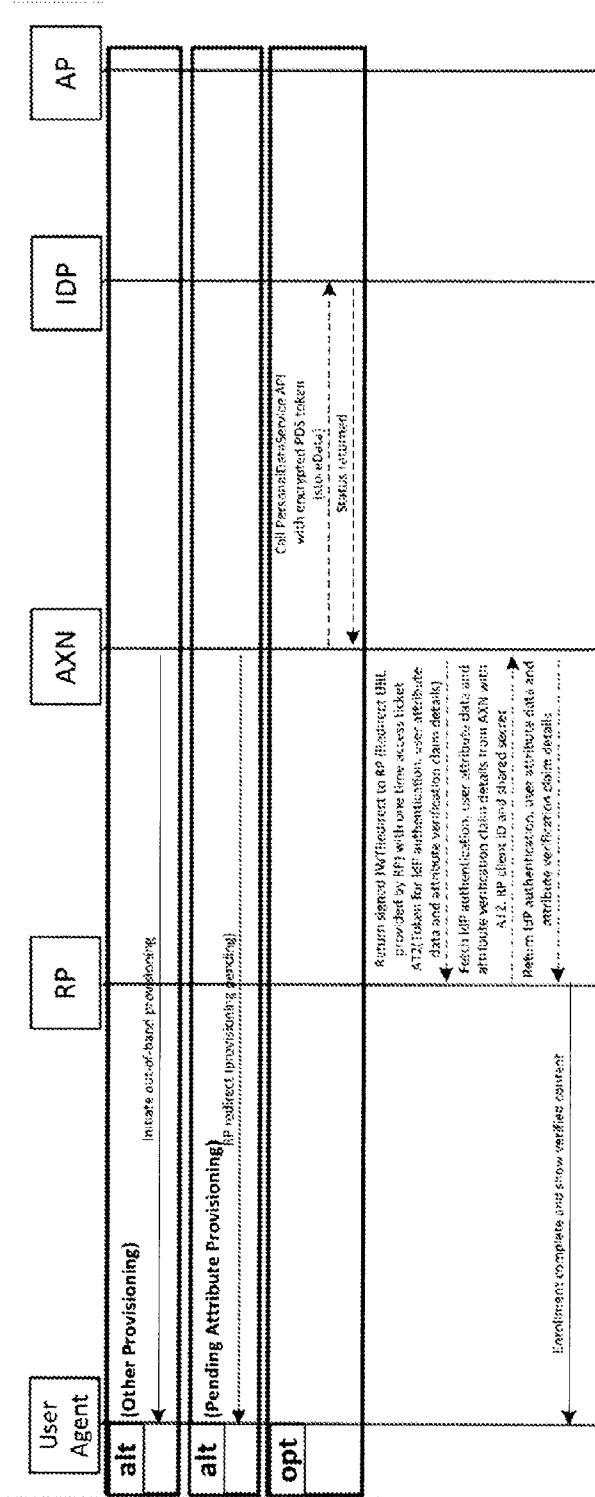 User
Agent
RP
AXN
IDP
AP
alt
(Other Provisioning)
Initiate out-of-band provisioning
alt
(Pending Attribute Provisioning)
RP redirect (provisioning pending)
opt
Call PersonalDataService API
with encrypted PDS token
(storeData)
Status returned
Return signed JWT(Redirect to RP (Redirect URL
provided by RP) with one time access ticket
AT2(Token for IdP authentication, user attribute
data and attribute verification claim details)
Fetch IdP authentication, user attribute data and
attribute verification claim details from AXN with
AT2, RP client ID and shared secret
Return IdP authentication, user attribute data and
attribute verification claim details
Enrollment complete and show verified content